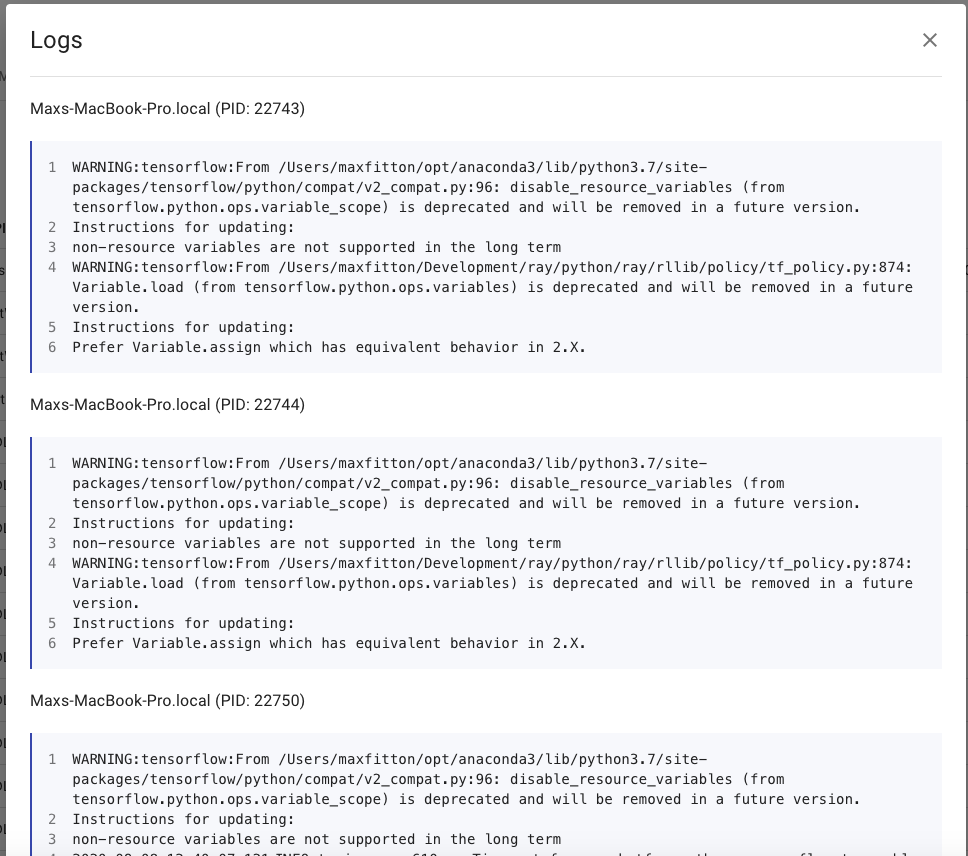 Logs
Maxs-MacBook-Pro.local (PID: 22743)
1 WARNING:tensorflow:From /Users/maxfitton/opt/anaconda3/lib/python3.7/site-
packages/tensorflow/python/compat/v2_compat.py:96: disable_resource_variables (from
tensorflow.python.ops.variable_scope) is deprecated and will be removed in a future version.
2 Instructions for updating:
3 non-resource variables are not supported in the long term
4 WARNING:tensorflow:From /Users/maxfitton/Development/ray/python/ray/rllib/policy/tf_policy.py:874:
Variable.load (from tensorflow.python.ops.variables) is deprecated and will be removed in a future
version.
5 Instructions for updating:
6 Prefer Variable.assign which has equivalent behavior in 2.X.
Maxs-MacBook-Pro.local (PID: 22744)
1 WARNING:tensorflow:From /Users/maxfitton/opt/anaconda3/lib/python3.7/site-
packages/tensorflow/python/compat/v2_compat.py:96: disable_resource_variables (from
tensorflow.python.ops.variable_scope) is deprecated and will be removed in a future version.
2 Instructions for updating:
3 non-resource variables are not supported in the long term
4 WARNING:tensorflow:From /Users/maxfitton/Development/ray/python/ray/rllib/policy/tf_policy.py:874:
Variable.load (from tensorflow.python.ops.variables) is deprecated and will be removed in a future
version.
5 Instructions for updating:
6 Prefer Variable.assign which has equivalent behavior in 2.X.
Maxs-MacBook-Pro.local (PID: 22750)
1 WARNING:tensorflow:From /Users/maxfitton/opt/anaconda3/lib/python3.7/site-
packages/tensorflow/python/compat/v2_compat.py:96: disable_resource_variables (from
tensorflow.python.ops.variable_scope) is deprecated and will be removed in a future version.
2 Instructions for updating:
3 non-resource variables are not supported in the long term